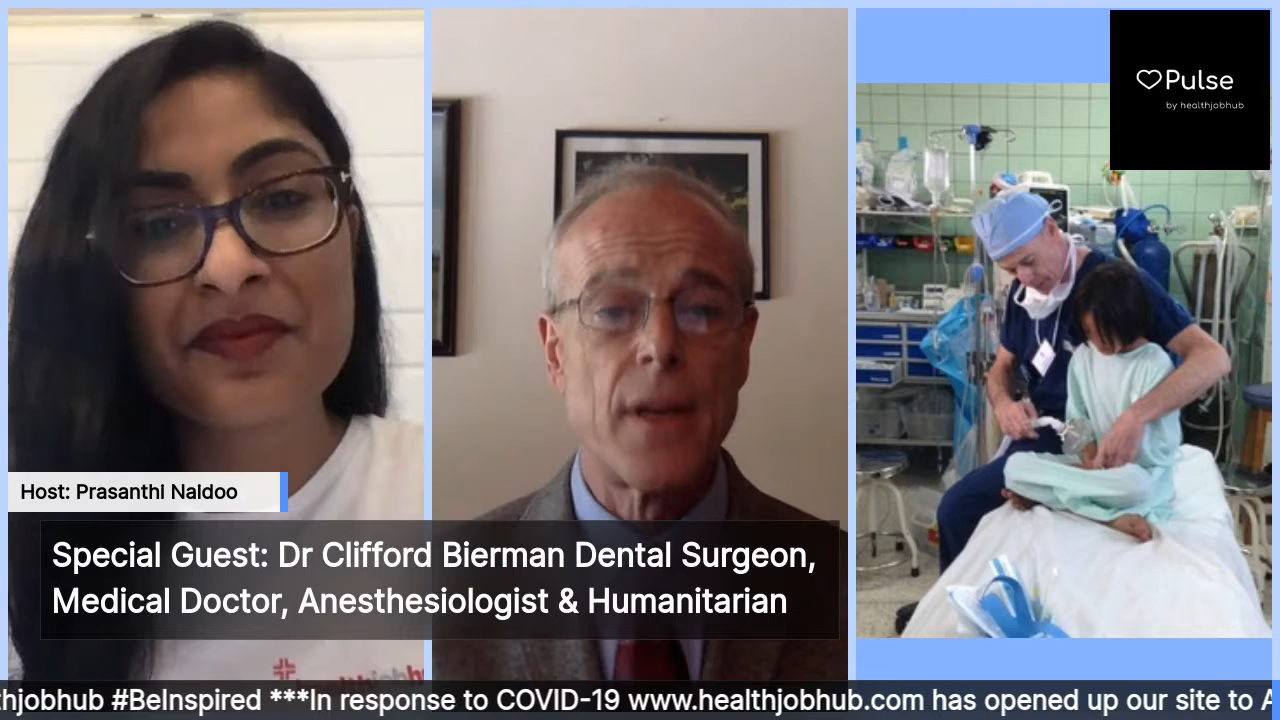 Pulse
by healthjobhub
Host: Prasanthi Naidoo
Special Guest: Dr Clifford Bierman Dental Surgeon,
Medical Doctor, Anesthesiologist & Humanitarian
thjobhub #BeInspired ***In response to COVID-19 www.healthjobhub.com has opened up our site to A